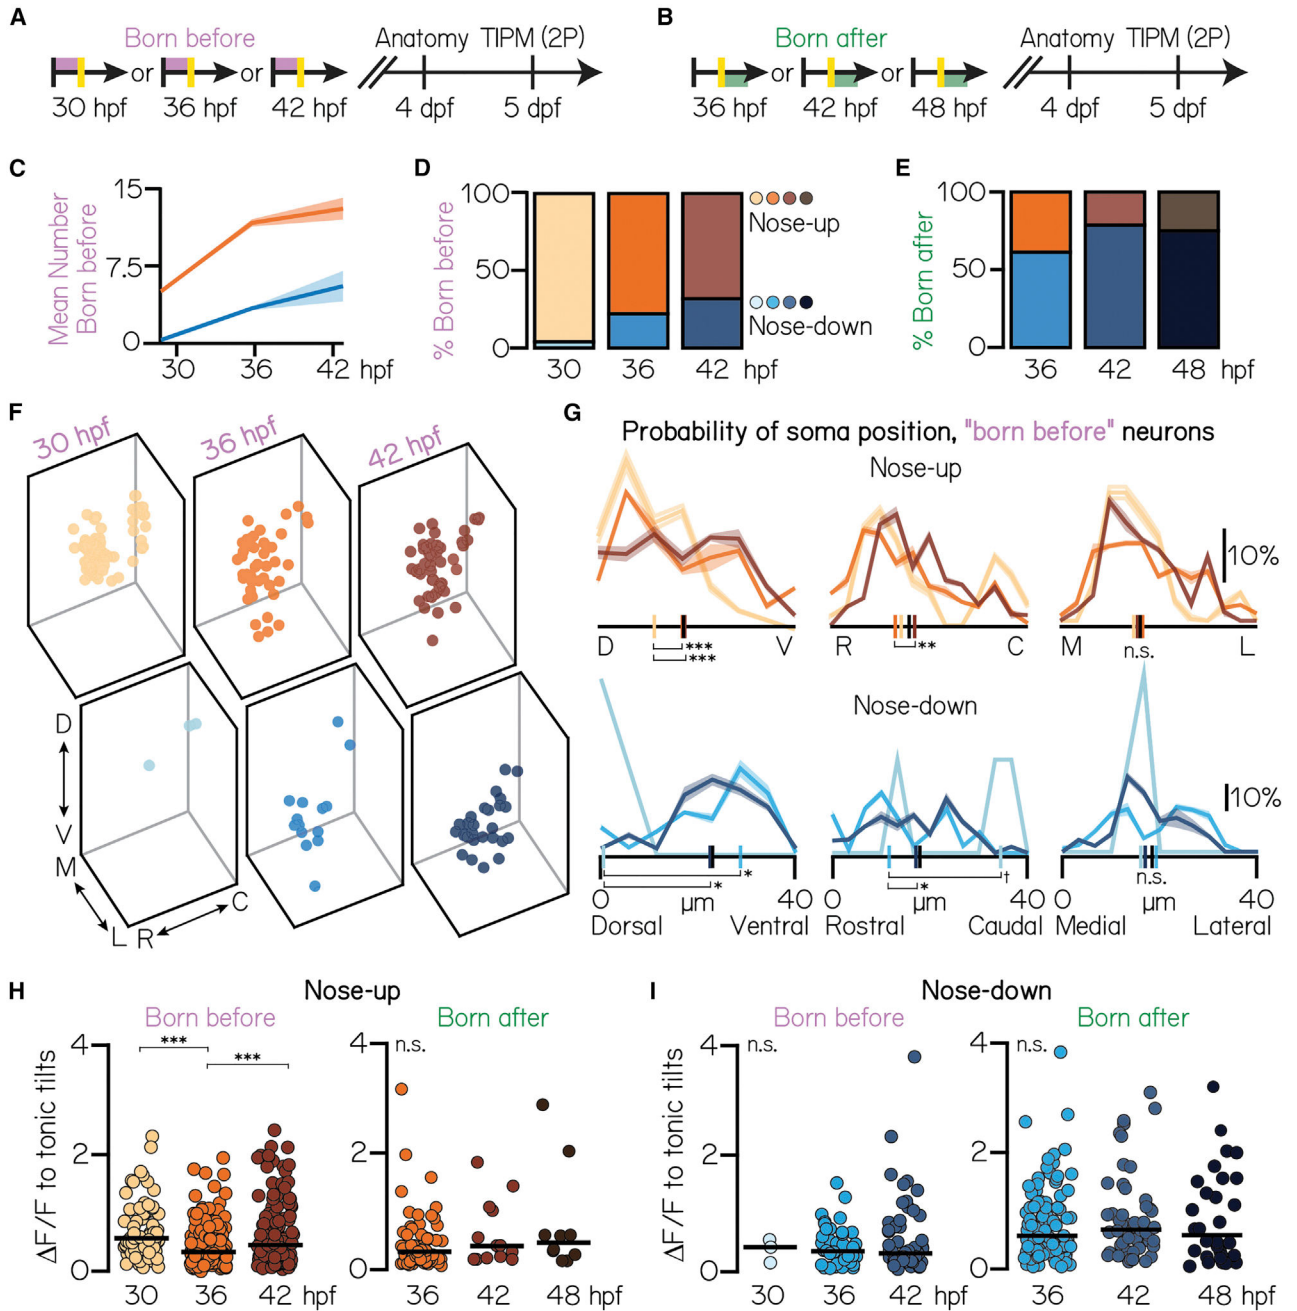 A
Born before
Anatomy TIPM (2P)
or or
30 hpf 36 hpf 42 hpf 4 dpf 5 dpf
B
Born after
Anatomy TIPM (2P)
or or
36 hpf 42 hpf 48 hpf 4 dpf 5 dpf
C
Mean Number
Born before
15
7.5
0
30 36 42 hpf
D
% Born before
100
50
0
30 36 42 hpf
Nose-up
Nose-down
E
% Born after
100
50
0
36 42 48 hpf
F
30 hpf 36 hpf 42 hpf
D
V
M
L R C
G
Probability of soma position, "born before" neurons
Nose-up
10%
D V R C M L
*** ** n.s.
***
Nose-down
10%
* * † n.s.
*
0 µm 40 0 µm 40 0 µm 40
Dorsal Ventral Rostral Caudal Medial Lateral
H
Nose-up
Born before Born after
ΔF/F to tonic tilts
4
2
0
***
***
30 36 42 hpf
4
2
0
n.s.
36 42 48 hpf
I
Nose-down
Born before Born after
ΔF/F to tonic tilts
4
2
0
n.s.
30 36 42 hpf
4
2
0
n.s.
36 42 48 hpf